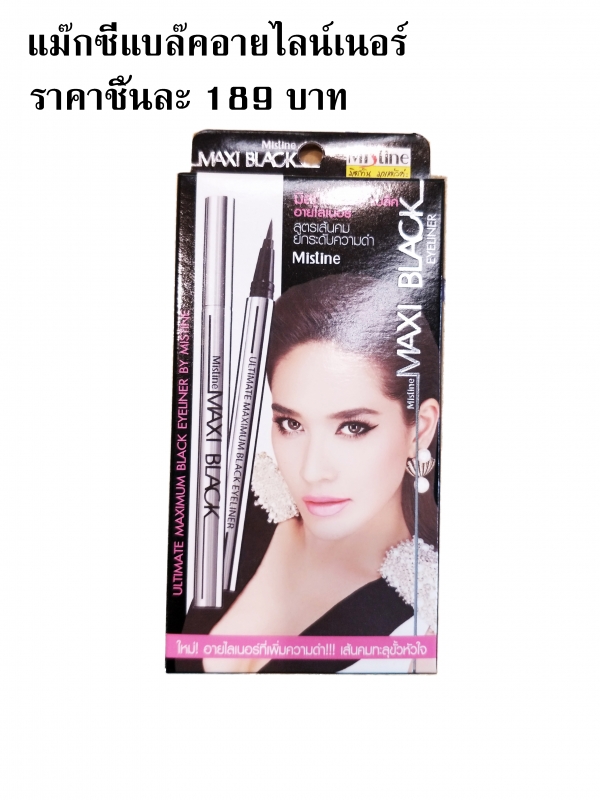 แม๊กซีแบล๊คอายไลน์เนอร์
ราคาชิ้นละ 189 บาท
Mistine
MAXI BLACK
Mistine
อายไลเนอร์
สูตรเส้นคม
ยกระดับความดำ
Mistine
Mistine MAXI BLACK
EYELINER
ULTIMATE MAXIMUM BLACK EYELINER BY MISTINE
Mistine MAXI BLACK
ULTIMATE MAXIMUM BLACK EYELINER
ใหม่! อายไลเนอร์ที่เพิ่มความดำ!!! เส้นคมทะลุขั้วหัวใจ